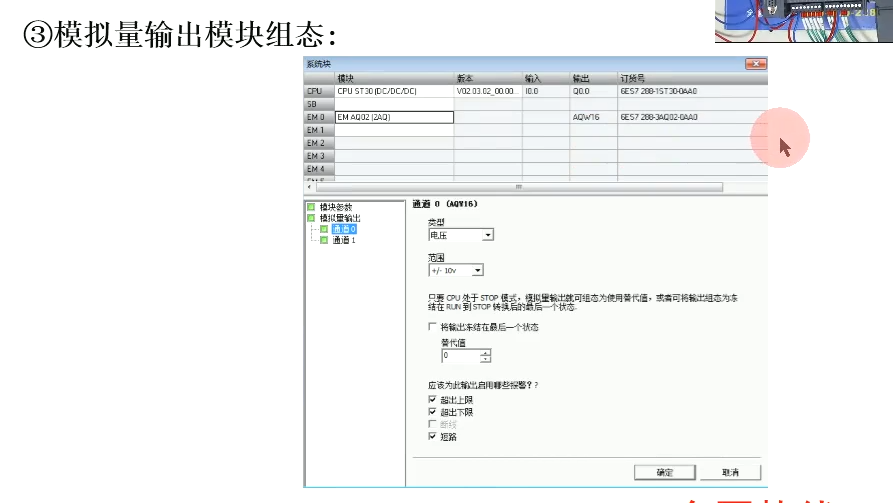 ③模拟量输出模块组态：
系统块
模块 版本 输入 输出 订货号
CPU CPU ST30 (DC/DC/DC) V02.03.02_00.00... I0.0 Q0.0 6ES7 288-1ST30-0AA0
SB
EM 0 EM AQ02 (2AQ) AQW16 6ES7 288-3AQ02-0AA0
EM 1
EM 2
EM 3
EM 4
模块参数
模拟量输出
通道 0
通道 1
通道 0 (AQW16)
类型
电压
范围
+/- 10v
只要 CPU 处于 STOP 模式，模拟量输出就可组态为使用替代值，或者可将输出组态为冻
结在 RUN 到 STOP 转换后的最后一个状态.
将输出冻结在最后一个状态
替代值
0
应该为此输出启用哪些报警？?
超出上限
超出下限
断线
短路
确定 取消